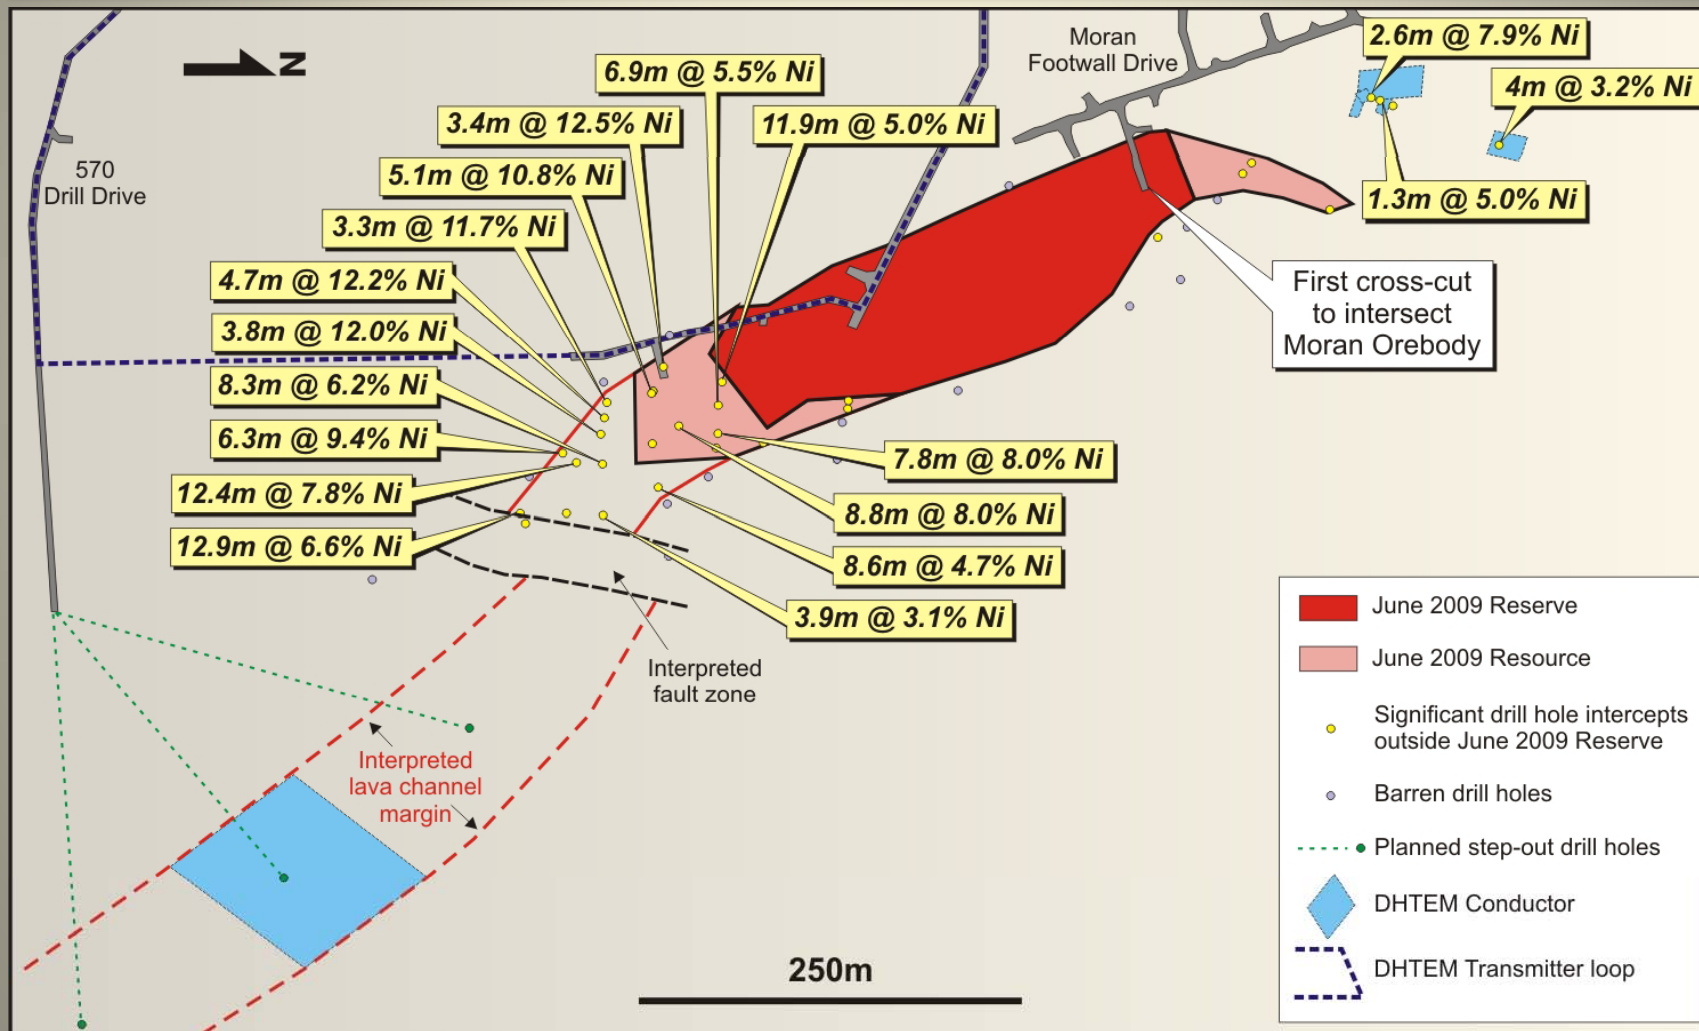 N
570
Drill Drive
Moran
Footwall Drive
2.6m @ 7.9% Ni
4m @ 3.2% Ni
1.3m @ 5.0% Ni
6.9m @ 5.5% Ni
3.4m @ 12.5% Ni
11.9m @ 5.0% Ni
5.1m @ 10.8% Ni
3.3m @ 11.7% Ni
4.7m @ 12.2% Ni
3.8m @ 12.0% Ni
8.3m @ 6.2% Ni
6.3m @ 9.4% Ni
12.4m @ 7.8% Ni
12.9m @ 6.6% Ni
First cross-cut
to intersect
Moran Orebody
7.8m @ 8.0% Ni
8.8m @ 8.0% Ni
8.6m @ 4.7% Ni
3.9m @ 3.1% Ni
Interpreted
fault zone
Interpreted
lava channel
margin
250m
June 2009 Reserve
June 2009 Resource
Significant drill hole intercepts
outside June 2009 Reserve
Barren drill holes
Planned step-out drill holes
DHTEM Conductor
DHTEM Transmitter loop